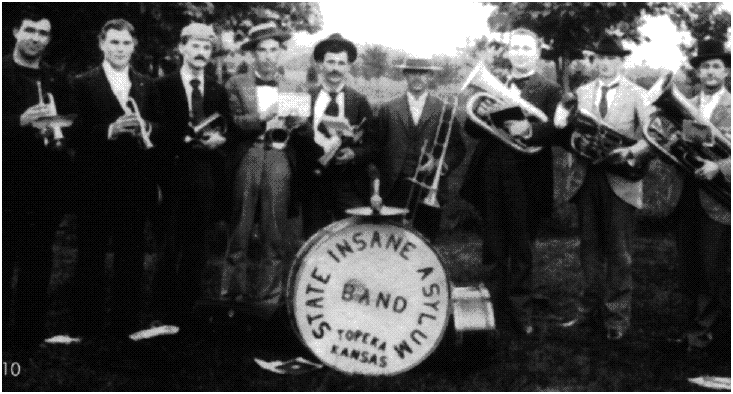 STATE INSANE ASYLUM
BAND
TOPEKA
KANSAS
10